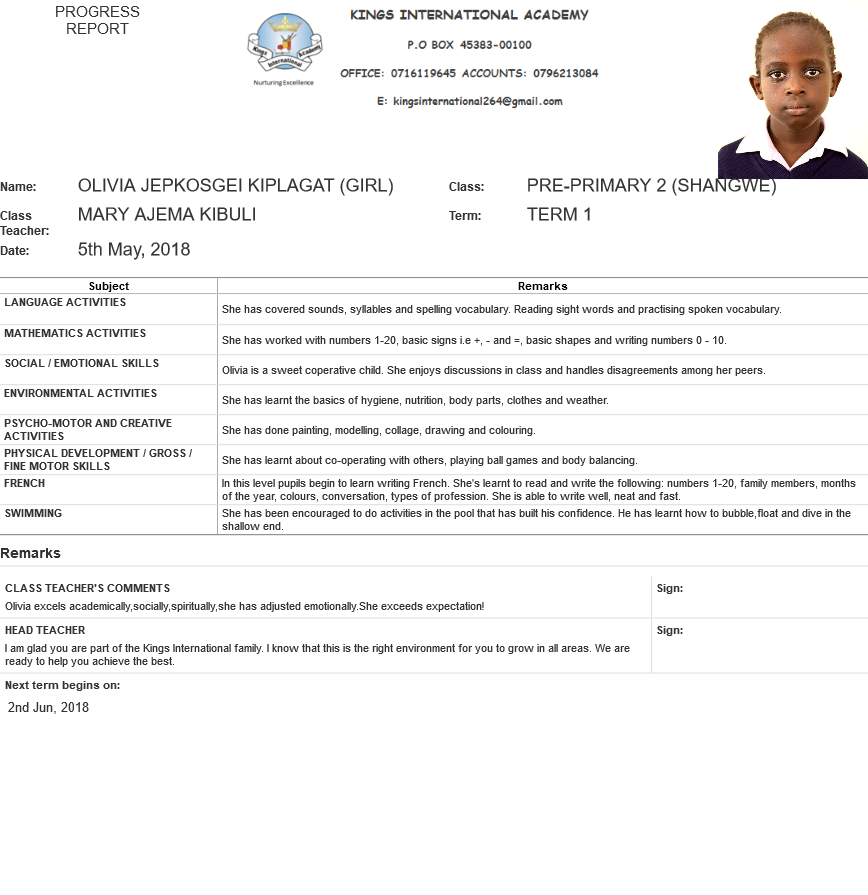 PROGRESS
REPORT
KINGS INTERNATIONAL ACADEMY
P.O BOX 45383-00100
OFFICE: 0716119645 ACCOUNTS: 0796213084
E: kingsinternational264@gmail.com
Kings International Academy
Nurturing Excellence
Name: OLIVIA JEPKOSGEI KIPLAGAT (GIRL) Class: PRE-PRIMARY 2 (SHANGWE)
Class Teacher: MARY AJEMA KIBULI Term: TERM 1
Date: 5th May, 2018
Subject Remarks
LANGUAGE ACTIVITIES
She has covered sounds, syllables and spelling vocabulary. Reading sight words and practising spoken vocabulary.
MATHEMATICS ACTIVITIES
She has worked with numbers 1-20, basic signs i.e +, - and =, basic shapes and writing numbers 0 - 10.
SOCIAL / EMOTIONAL SKILLS
Olivia is a sweet coperative child. She enjoys discussions in class and handles disagreements among her peers.
ENVIRONMENTAL ACTIVITIES
She has learnt the basics of hygiene, nutrition, body parts, clothes and weather.
PSYCHO-MOTOR AND CREATIVE
ACTIVITIES
She has done painting, modelling, collage, drawing and colouring.
PHYSICAL DEVELOPMENT / GROSS /
FINE MOTOR SKILLS
She has learnt about co-operating with others, playing ball games and body balancing.
FRENCH
In this level pupils begin to learn writing French. She's learnt to read and write the following: numbers 1-20, family members, months
of the year, colours, conversation, types of profession. She is able to write well, neat and fast.
SWIMMING
She has been encouraged to do activities in the pool that has built his confidence. He has learnt how to bubble,float and dive in the
shallow end.
Remarks
CLASS TEACHER'S COMMENTS Sign:
Olivia excels academically,socially,spiritually,she has adjusted emotionally.She exceeds expectation!
HEAD TEACHER Sign:
I am glad you are part of the Kings International family. I know that this is the right environment for you to grow in all areas. We are
ready to help you achieve the best.
Next term begins on:
2nd Jun, 2018